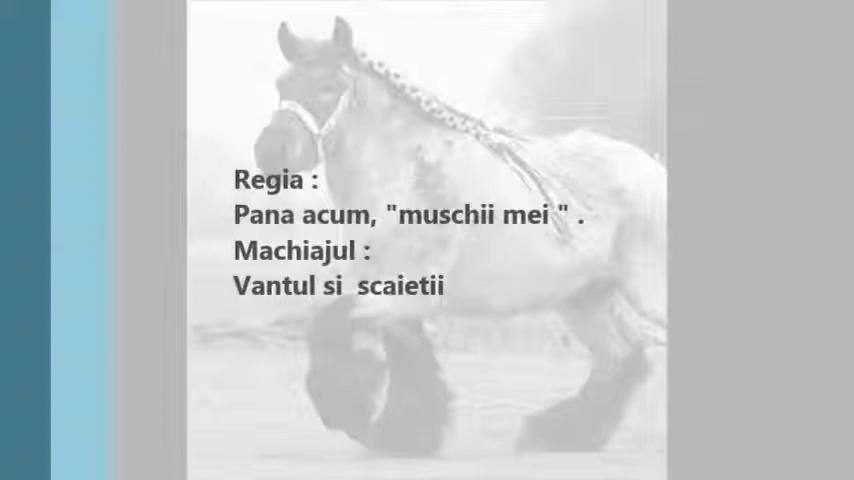 Regia :
Pana acum, "muschii mei " .
Machiajul :
Vantul si  scaietii